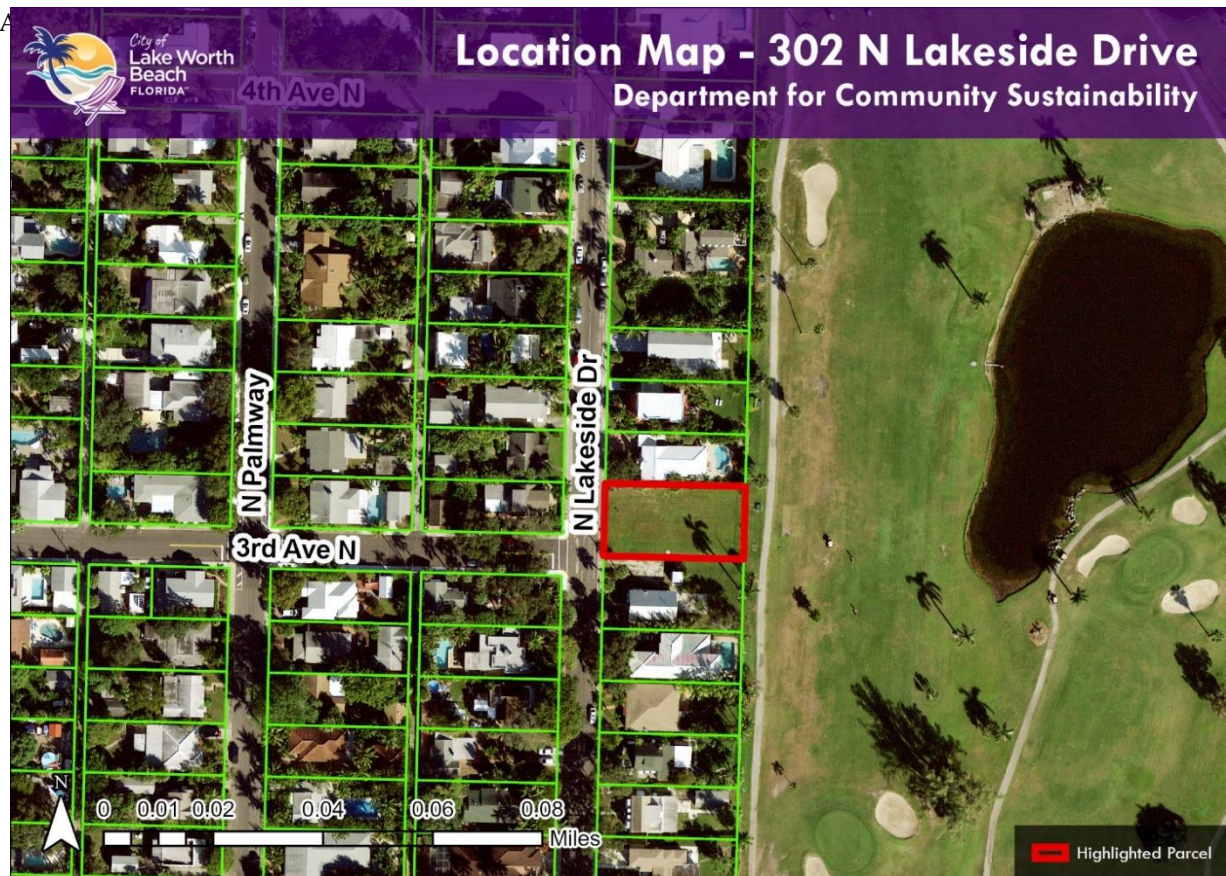 A
City of
Lake Worth
Beach
FLORIDA™
Location Map - 302 N Lakeside Drive
Department for Community Sustainability
4th Ave N
N Palmway
N Lakeside Dr
3rd Ave N
N
0 0.01 0.02 0.04 0.06 0.08
Miles
Highlighted Parcel